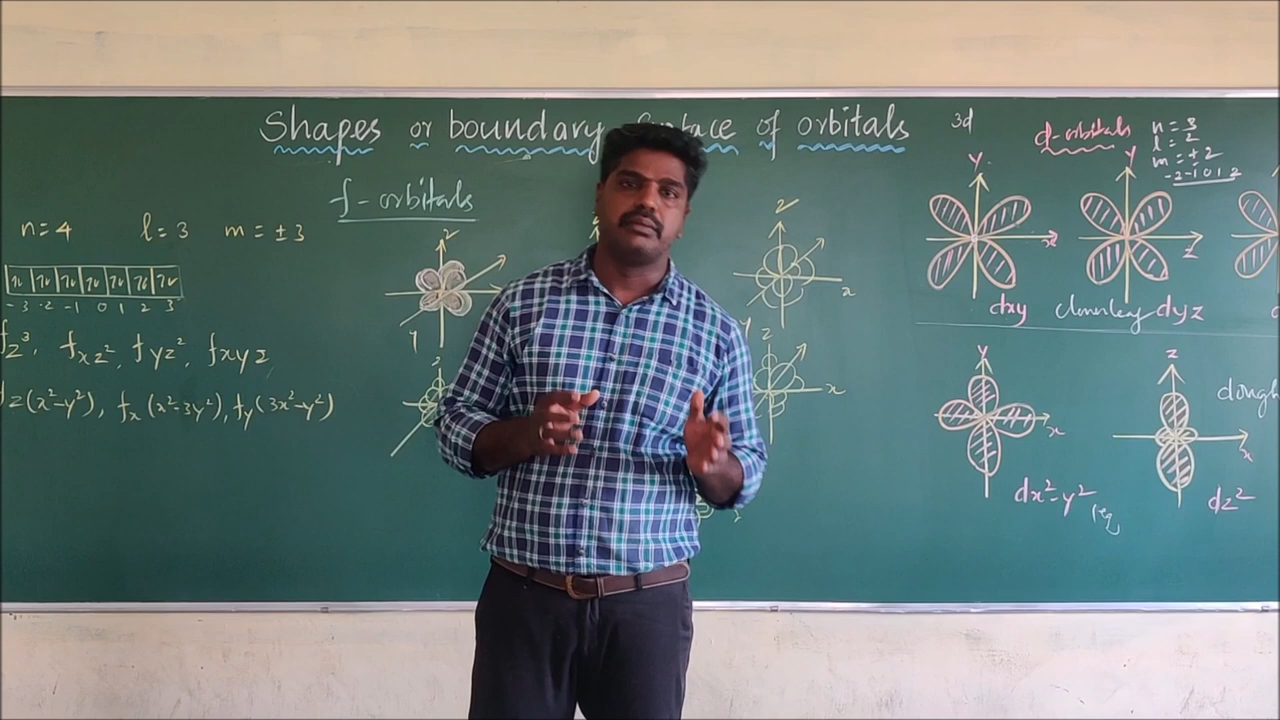 Shapes or boundary Surface of orbitals
f-orbitals
n=4 l=3 m=±3
-3 -2 -1 0 1 2 3
fz³, fxz², fyz², fxyz
z(x²-y²), fx(x²-3y²), fy(3x²-y²)
z
x
y
z
x
z
z
3d
d-orbitals
n=3
l=2
m=±2
-2 -1 0 1 2
y
x
dxy
cloverleaf
y
z
dyz
y
x
dx²-y²
z
x
dz²
dough